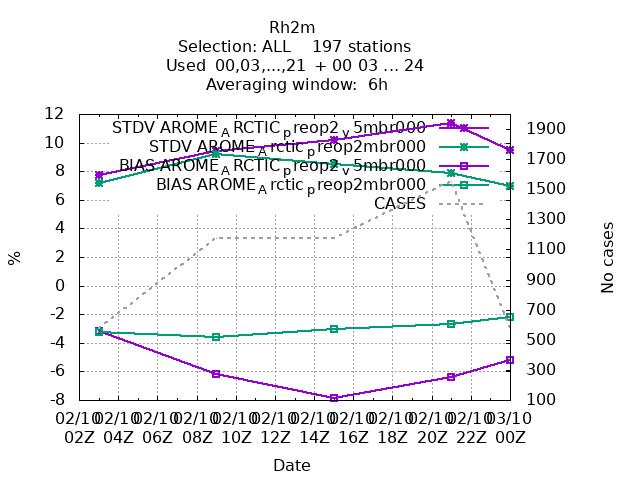 Rh2m
Selection: ALL 197 stations
Used 00,03,...,21 + 00 03 ... 24
Averaging window: 6h
STDV AROME_ARCTIC_preop2_v5mbr000
STDV AROME_Arctic_preop2mbr000
BIAS AROME_ARCTIC_preop2_v5mbr000
BIAS AROME_Arctic_preop2mbr000
CASES
12
10
8
6
4
2
0
-2
-4
-6
-8
%
1900
1700
1500
1300
1100
900
700
500
300
100
No cases
02/10 02/10 02/10 02/10 02/10 02/10 02/10 02/10 02/10 02/10 02/10 03/10
02Z 04Z 06Z 08Z 10Z 12Z 14Z 16Z 18Z 20Z 22Z 00Z
Date